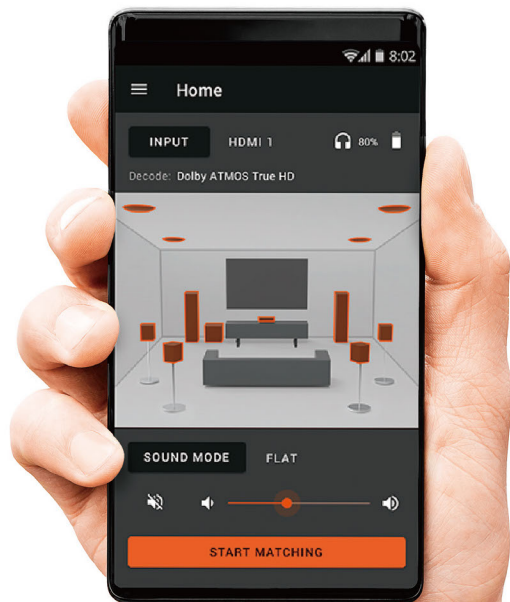 8:02
Home
INPUT HDMI 1 80%
Decode: Dolby ATMOS True HD
SOUND MODE FLAT
START MATCHING